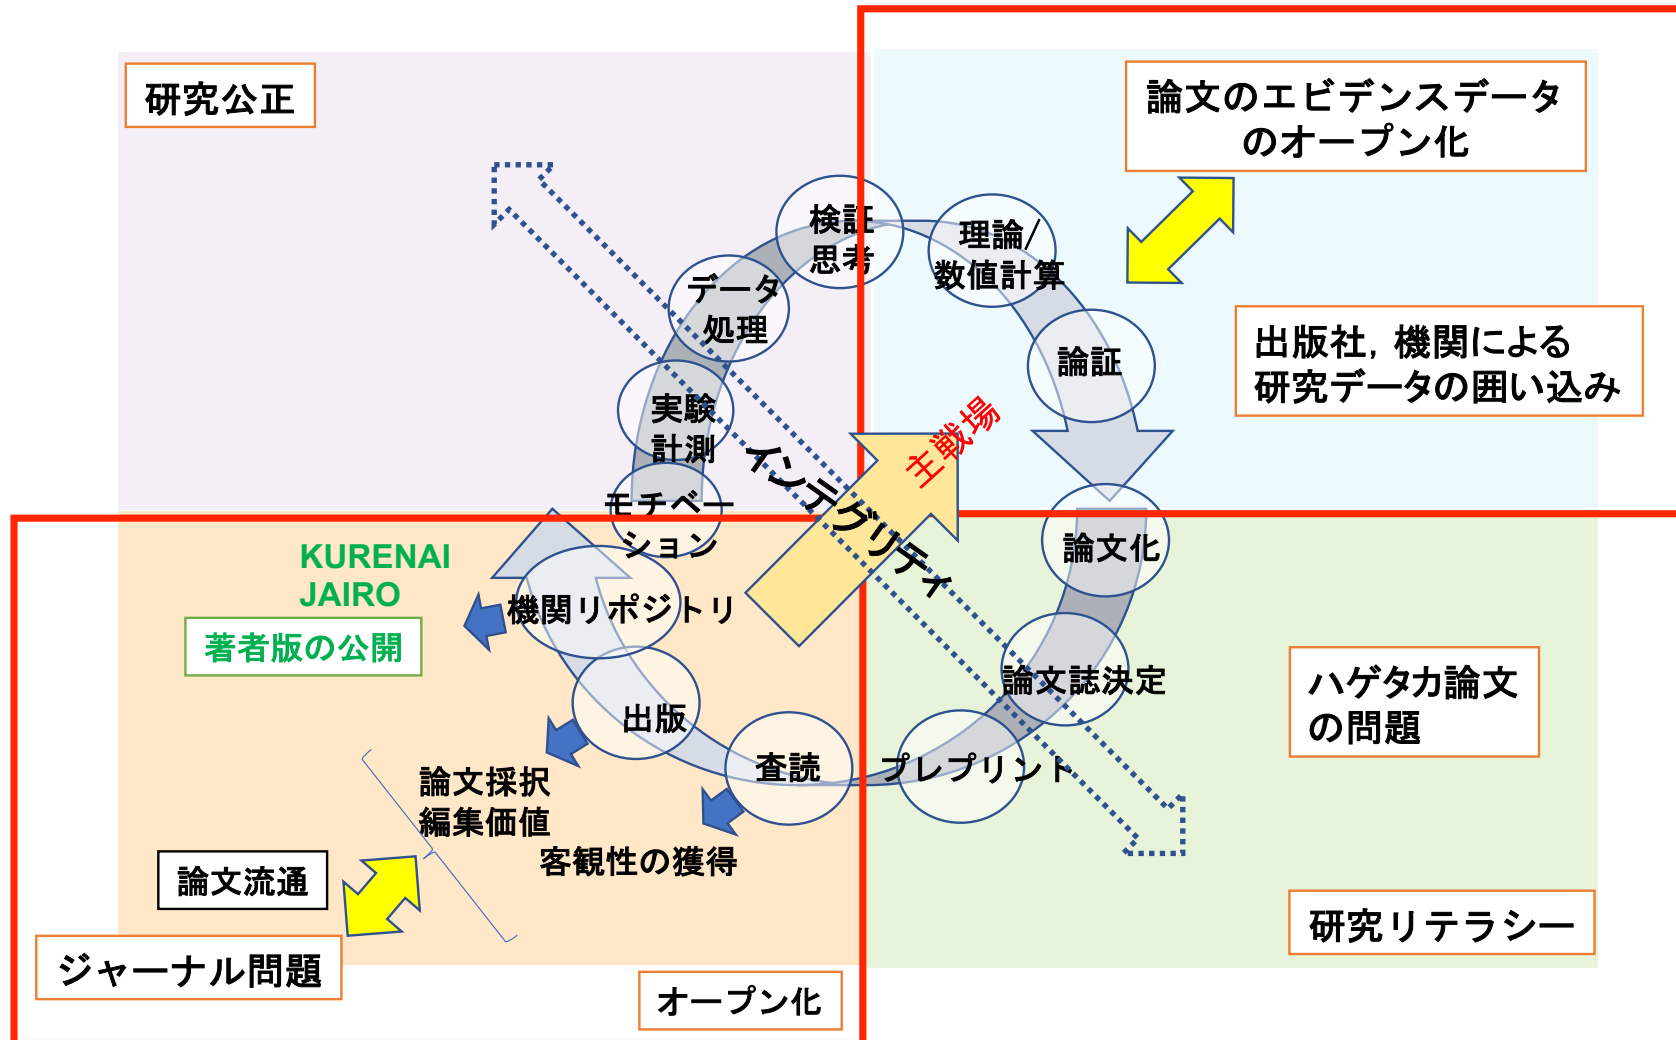 研究公正
論文のエビデンスデータ
のオープン化
検証
思考
理論/
数値計算
データ
処理
論証
出版社，機関による
研究データの囲い込み
実験
計測
主戦場
インテグリティ
モチベー
ション
論文化
KURENAI
JAIRO
機関リポジトリ
著者版の公開
論文誌決定
ハゲタカ論文
の問題
出版
査読
プレプリント
論文採択
編集価値
客観性の獲得
論文流通
研究リテラシー
ジャーナル問題
オープン化